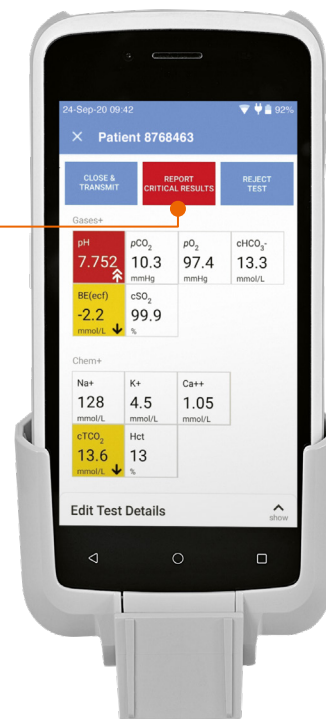 24-Sep-20 09:42 92%
× Patient 8768463
CLOSE &
TRANSMIT
REPORT
CRITICAL RESULTS
REJECT
TEST
Gases+
pH
7.752
pCO₂
10.3
mmHg
pO₂
97.4
mmHg
cHCO₃-
13.3
mmol/L
BE(ecf)
-2.2
mmol/L
cSO₂
99.9
%
Chem+
Na+
128
mmol/L
K+
4.5
mmol/L
Ca++
1.05
mmol/L
cTCO₂
13.6
mmol/L
Hct
13
%
Edit Test Details
show